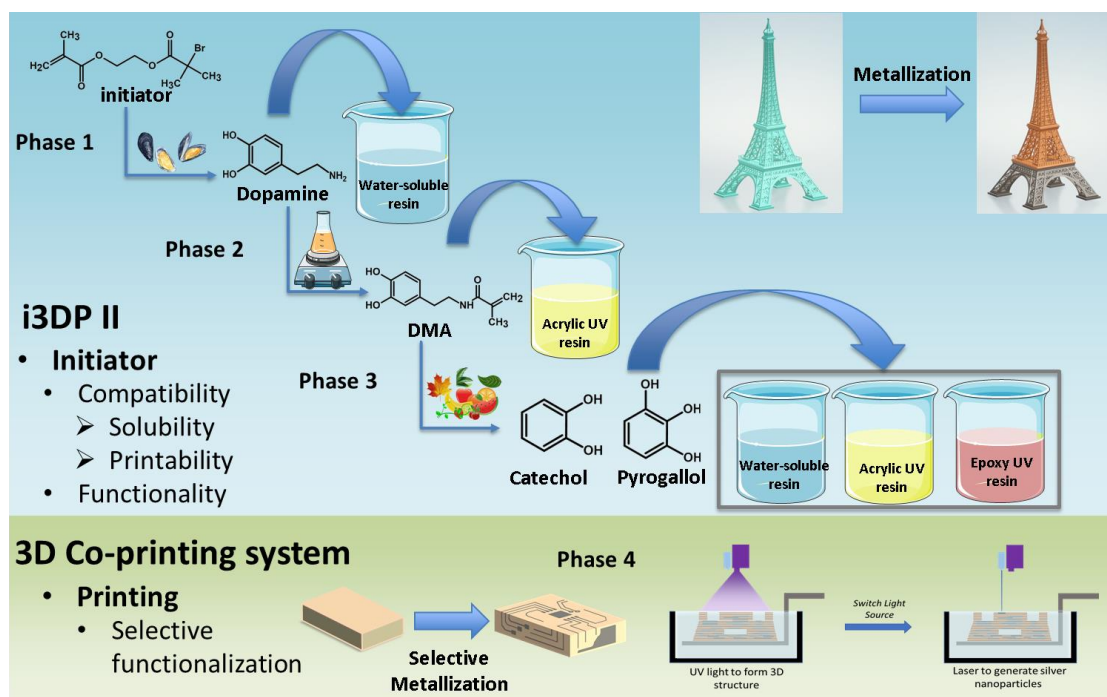 CH₃
H₂C
O
O
O
O
Br
CH₃
H₃C
initiator
Phase 1
HO
HO
NH₂
Dopamine
Water-soluble
resin
Metallization
Phase 2
HO
HO
NH
O
CH₂
CH₃
DMA
Acrylic UV
resin
i3DP II
• Initiator
• Compatibility
➢ Solubility
➢ Printability
• Functionality
Phase 3
OH
OH
Catechol
OH
OH
OH
Pyrogallol
Water-soluble
resin
Acrylic UV
resin
Epoxy UV
resin
3D Co-printing system
• Printing
• Selective
functionalization
Phase 4
Selective
Metallization
UV light to form 3D
structure
Switch Light
Source
Laser to generate silver
nanoparticles